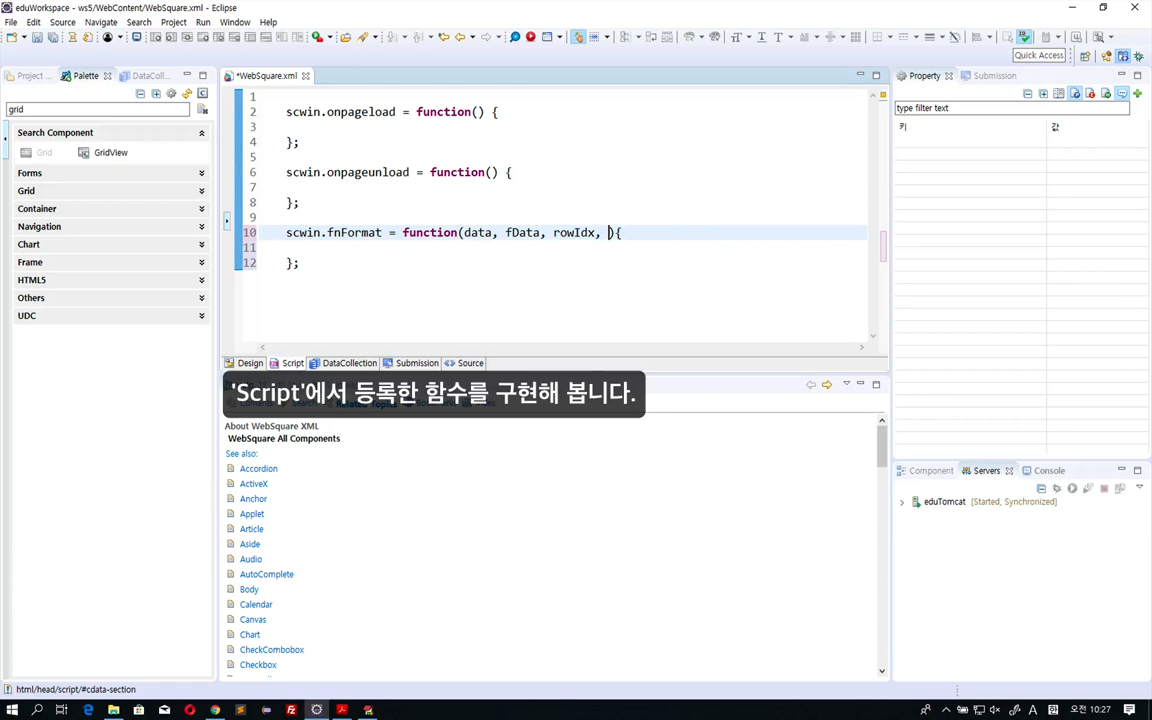 eduWorkspace - ws5/WebContent/WebSquare.xml - Eclipse
File Edit Source Navigate Search Project Run Window Help
Quick Access
Project ... Palette DataColl...
*WebSquare.xml
Property Submission
grid
type filter text
키 값
Search Component
Grid GridView
Forms
Grid
Container
Navigation
Chart
Frame
HTML5
Others
UDC
1
2 scwin.onpageload = function() {
3
4 };
5
6 scwin.onpageunload = function() {
7
8 };
9
10 scwin.fnFormat = function(data, fData, rowIdx, ){
11
12 };
Design Script DataCollection Submission Source
'Script'에서 등록한 함수를 구현해 봅니다.
About WebSquare XML
WebSquare All Components
See also:
Accordion
ActiveX
Anchor
Applet
Article
Aside
Audio
AutoComplete
Body
Calendar
Canvas
Chart
CheckCombobox
Checkbox
Component Servers Console
eduTomcat [Started, Synchronized]
html/head/script/#cdata-section
A 한 오전 10:27